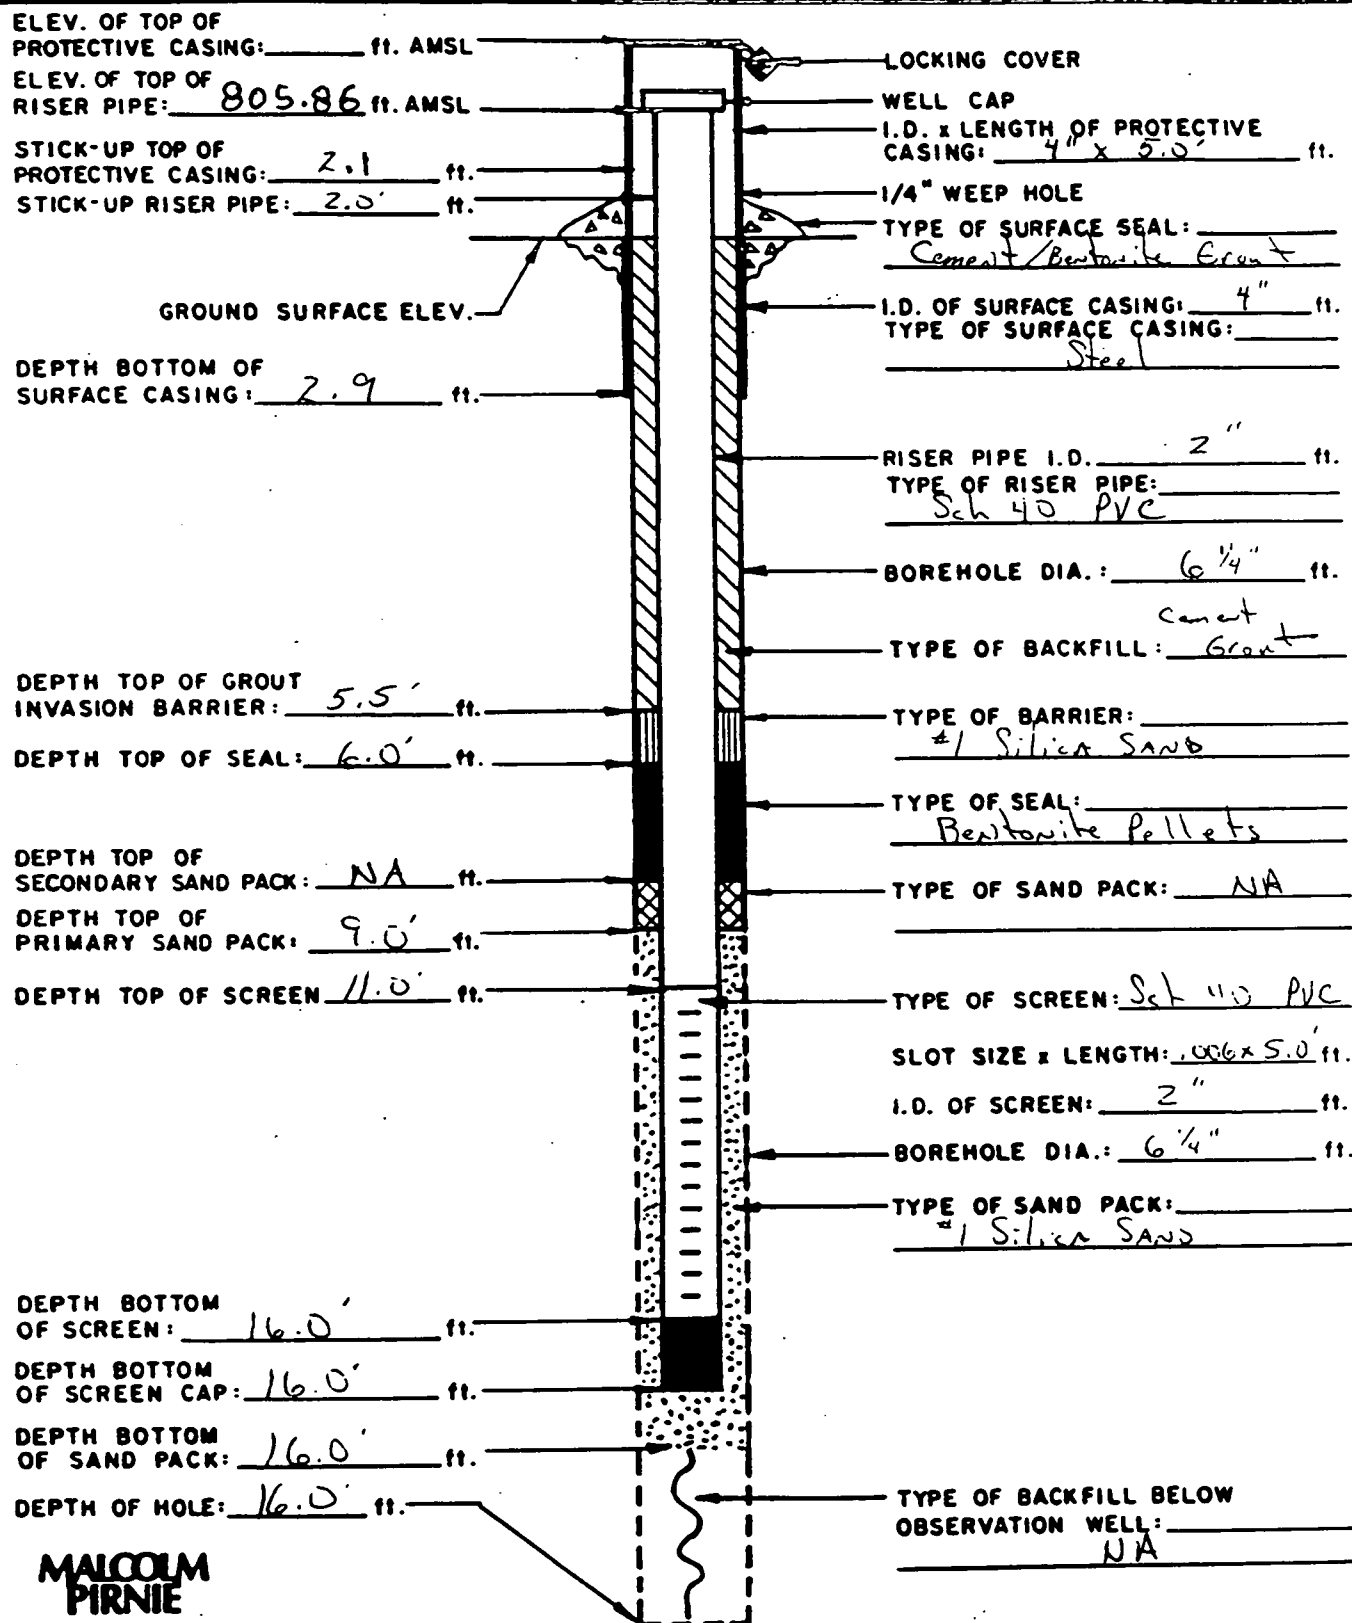 ELEV. OF TOP OF
PROTECTIVE CASING: ft. AMSL
ELEV. OF TOP OF
RISER PIPE: 805.86 ft. AMSL
STICK-UP TOP OF
PROTECTIVE CASING: 2.1 ft.
STICK-UP RISER PIPE: 2.0' ft.
GROUND SURFACE ELEV.
DEPTH BOTTOM OF
SURFACE CASING: 2.9 ft.
DEPTH TOP OF GROUT
INVASION BARRIER: 5.5' ft.
DEPTH TOP OF SEAL: 6.0' ft.
DEPTH TOP OF
SECONDARY SAND PACK: NA ft.
DEPTH TOP OF
PRIMARY SAND PACK: 9.0' ft.
DEPTH TOP OF SCREEN 11.0' ft.
DEPTH BOTTOM
OF SCREEN: 16.0' ft.
DEPTH BOTTOM
OF SCREEN CAP: 16.0' ft.
DEPTH BOTTOM
OF SAND PACK: 16.0' ft.
DEPTH OF HOLE: 16.0' ft.
MALCOLM
PIRNIE
LOCKING COVER
WELL CAP
I.D. x LENGTH OF PROTECTIVE
CASING: 4" x 5.0' ft.
1/4" WEEP HOLE
TYPE OF SURFACE SEAL:
Cement/Bentonite Grout
I.D. OF SURFACE CASING: 4" ft.
TYPE OF SURFACE CASING:
Steel
RISER PIPE I.D. 2" ft.
TYPE OF RISER PIPE:
Sch 40 PVC
BOREHOLE DIA.: 6 1/4" ft.
Cement
TYPE OF BACKFILL: Grout
TYPE OF BARRIER:
#1 Silica SAND
TYPE OF SEAL:
Bentonite Pellets
TYPE OF SAND PACK: NA
TYPE OF SCREEN: Sch 40 PVC
SLOT SIZE x LENGTH: .006 x 5.0' ft.
I.D. OF SCREEN: 2" ft.
BOREHOLE DIA.: 6 1/4" ft.
TYPE OF SAND PACK:
#1 Silica SAND
TYPE OF BACKFILL BELOW
OBSERVATION WELL:
NA